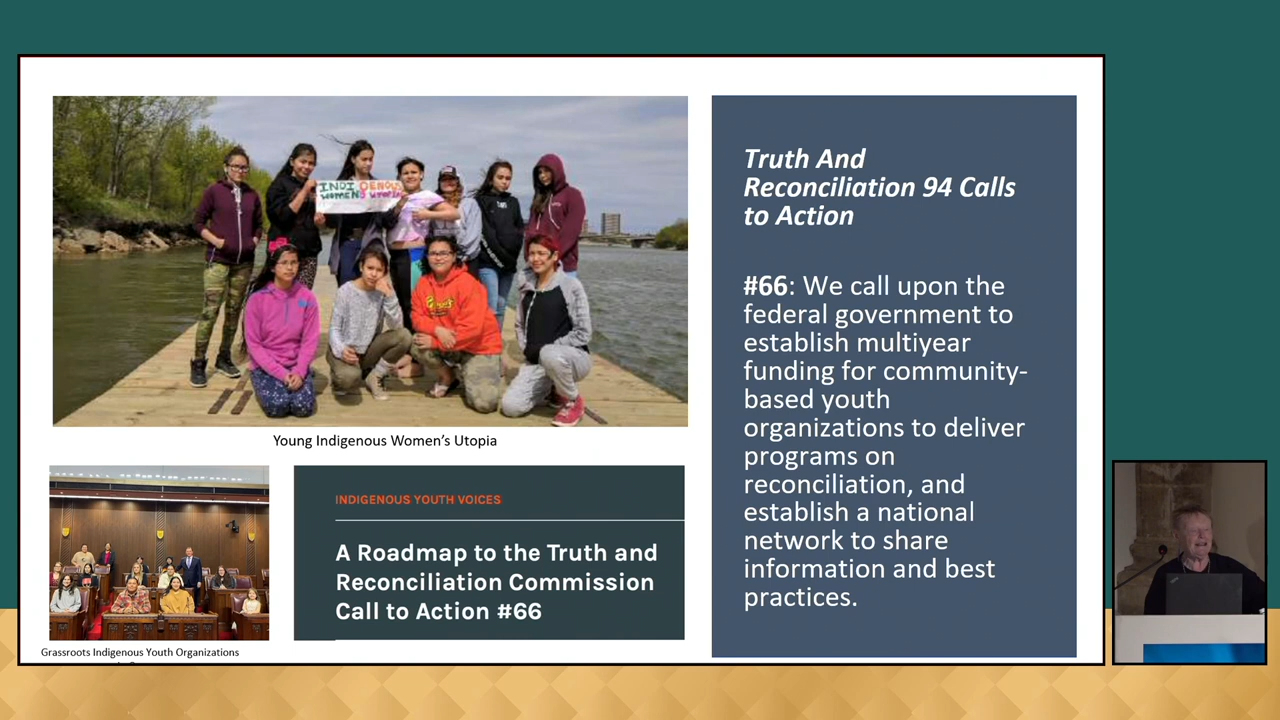 INDIGENOUS
WOMENS UTOPIA
Young Indigenous Women's Utopia
Grassroots Indigenous Youth Organizations
INDIGENOUS YOUTH VOICES
A Roadmap to the Truth and
Reconciliation Commission
Call to Action #66
Truth And
Reconciliation 94 Calls
to Action
#66: We call upon the
federal government to
establish multiyear
funding for community-
based youth
organizations to deliver
programs on
reconciliation, and
establish a national
network to share
information and best
practices.